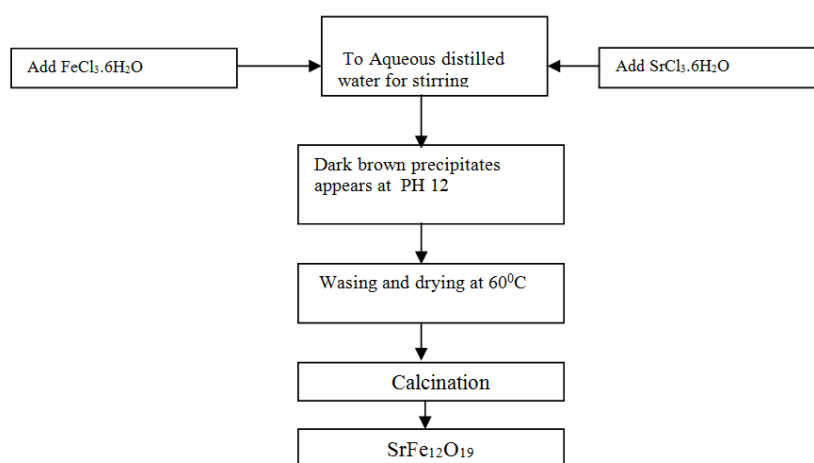 Add FeCl₃.6H₂O
To Aqueous distilled
water for stirring
Add SrCl₃.6H₂O
Dark brown precipitates
appears at PH 12
Wasing and drying at 60⁰C
Calcination
SrFe₁₂O₁₉